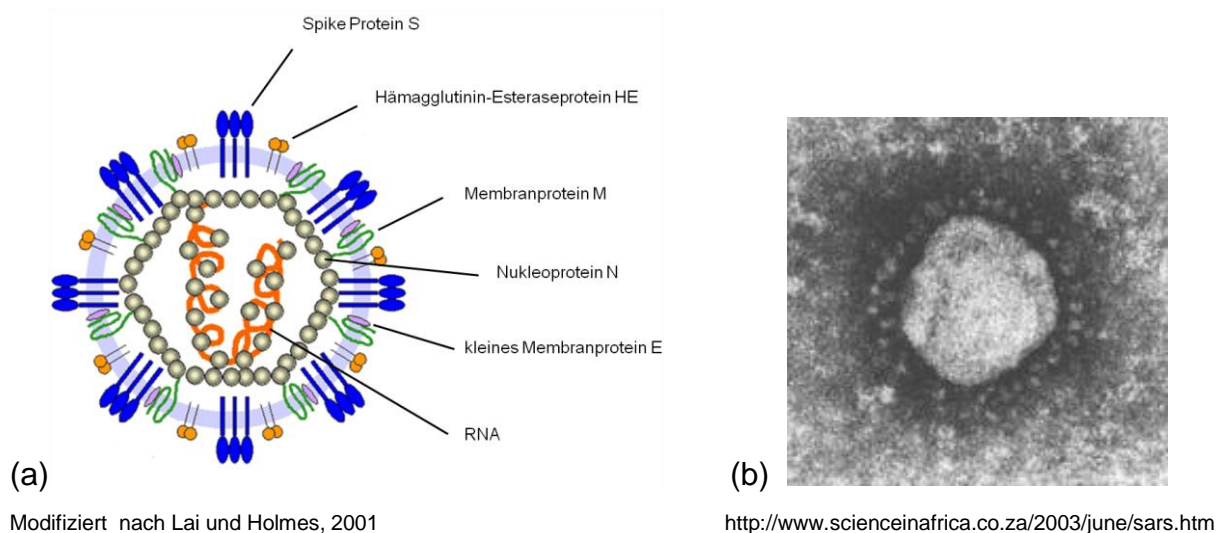 Spike Protein S
Hämagglutinin-Esteraseprotein HE
Membranprotein M
Nukleoprotein N
kleines Membranprotein E
RNA
(a)
(b)
Modifiziert nach Lai und Holmes, 2001
http://www.scienceinafrica.co.za/2003/june/sars.htm